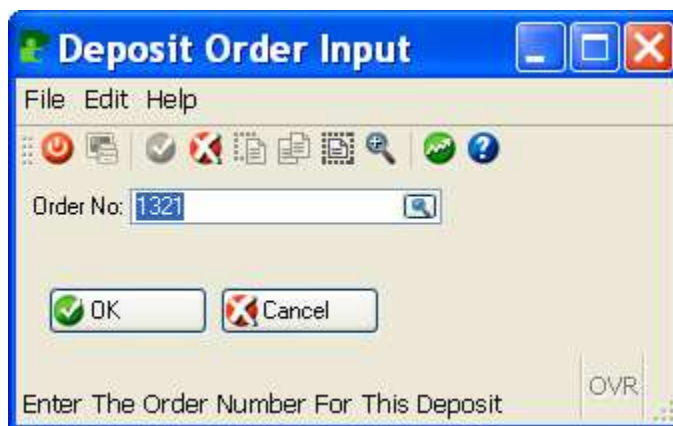 Deposit Order Input
File Edit Help
Order No: 1321
OK Cancel
Enter The Order Number For This Deposit OVR